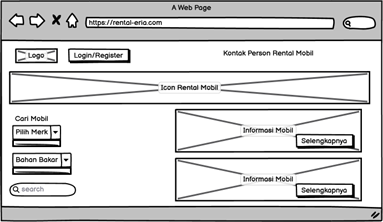 A Web Page
https://rental-eria.com
Logo
Login/Register
Kontak Person Rental Mobil
Icon Rental Mobil
Cari Mobil
Pilih Merk
Bahan Bakar
search
Informasi Mobil
Selengkapnya
Informasi Mobil
Selengkapnya